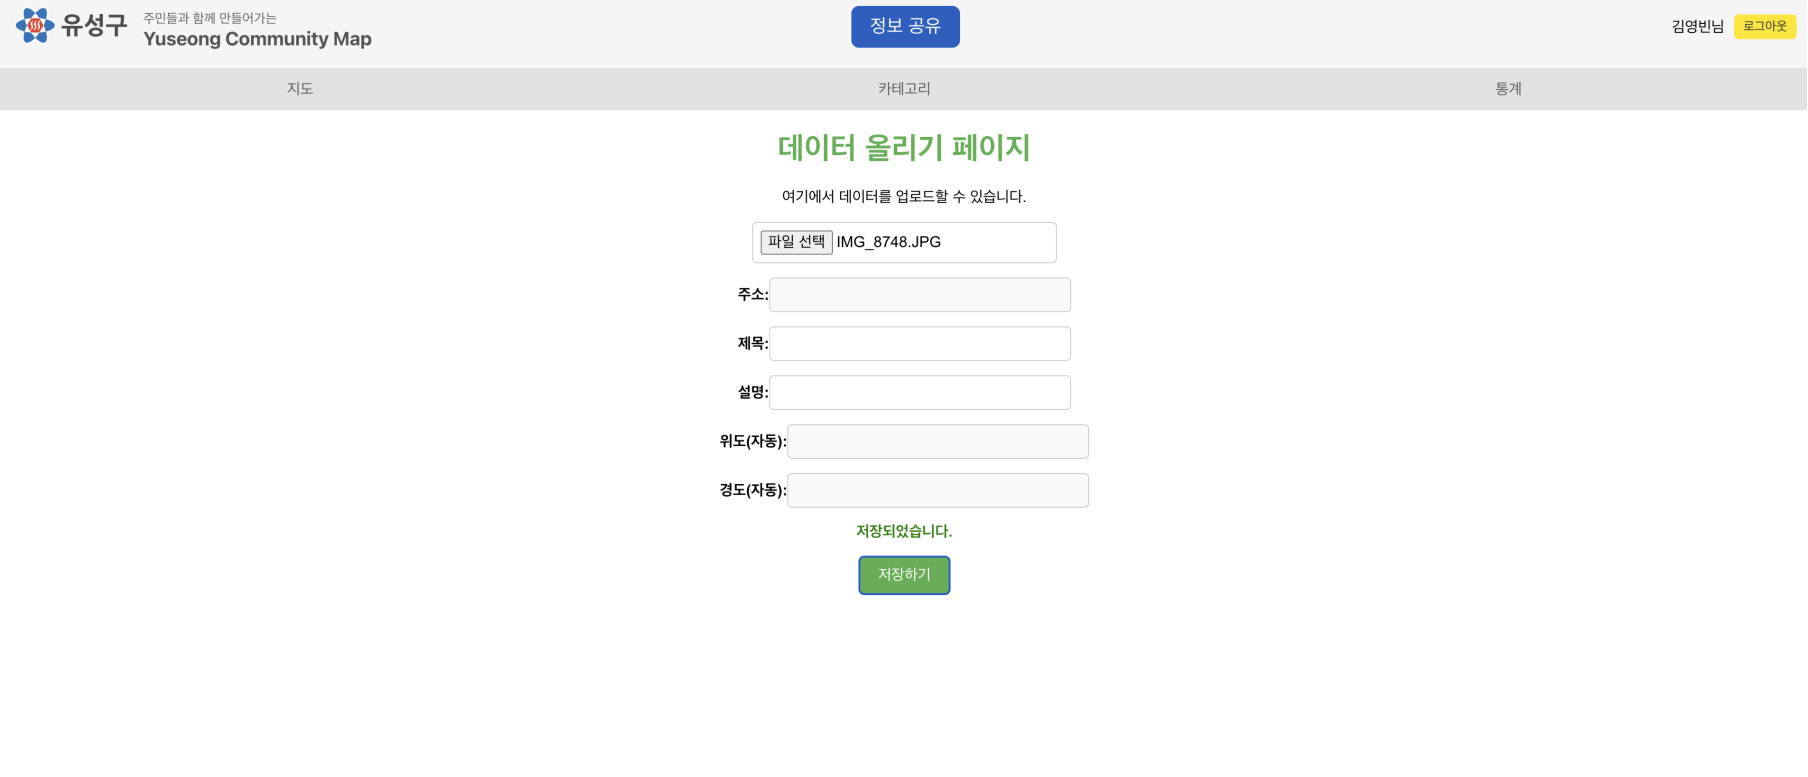 유성구
주민들과 함께 만들어가는
Yuseong Community Map
정보 공유
김영빈님
로그아웃
지도
카테고리
통계
데이터 올리기 페이지
여기에서 데이터를 업로드할 수 있습니다.
파일 선택 IMG_8748.JPG
주소:
제목:
설명:
위도(자동):
경도(자동):
저장되었습니다.
저장하기